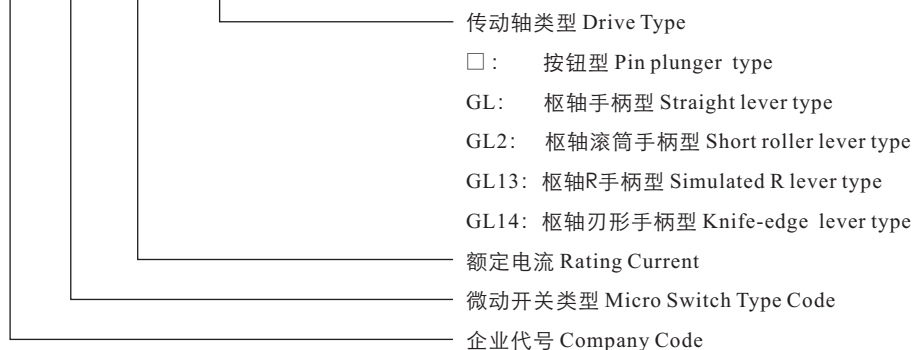 传动轴类型 Drive Type
□： 按钮型 Pin plunger type
GL： 枢轴手柄型 Straight lever type
GL2： 枢轴滚筒手柄型 Short roller lever type
GL13：枢轴R手柄型 Simulated R lever type
GL14：枢轴刃形手柄型 Knife-edge lever type
额定电流 Rating Current
微动开关类型 Micro Switch Type Code
企业代号 Company Code